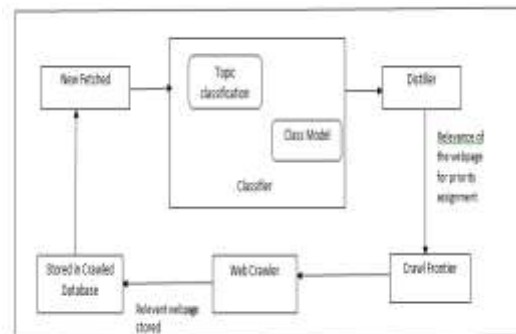 New Fetched
Topic
classification
Class Model
Classifier
Distiller
Relevance of
the webpage
for priority
assignment
Crawl Frontier
Web Crawler
Relevant webpage
stored
Stored in Crawled
Database